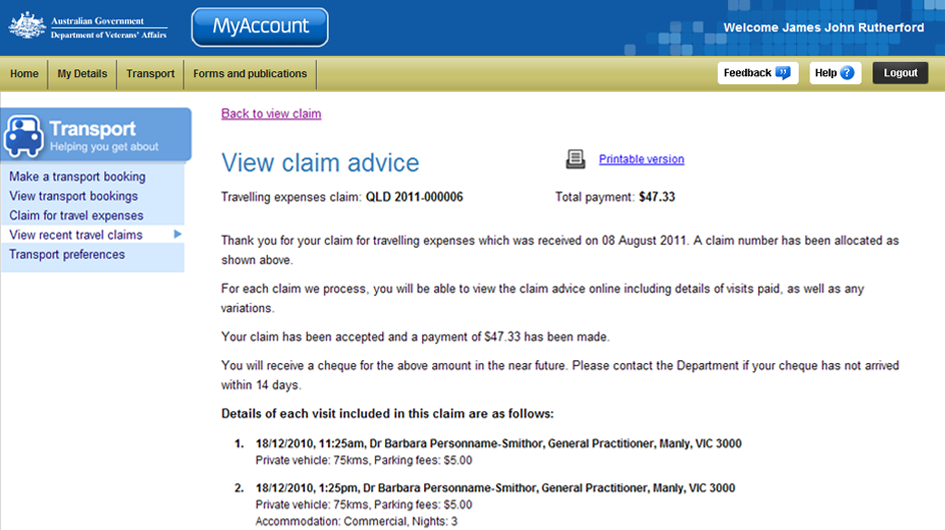 Australian Government
Department of Veterans' Affairs
MyAccount
Welcome James John Rutherford
Home
My Details
Transport
Forms and publications
Feedback
Help ?
Logout
Transport
Helping you get about
Make a transport booking
View transport bookings
Claim for travel expenses
View recent travel claims
Transport preferences
Back to view claim
View claim advice
Printable version
Travelling expenses claim: QLD 2011-000006
Total payment: $47.33
Thank you for your claim for travelling expenses which was received on 08 August 2011. A claim number has been allocated as
shown above.
For each claim we process, you will be able to view the claim advice online including details of visits paid, as well as any
variations.
Your claim has been accepted and a payment of $47.33 has been made.
You will receive a cheque for the above amount in the near future. Please contact the Department if your cheque has not arrived
within 14 days.
Details of each visit included in this claim are as follows:
1. 18/12/2010, 11:25am, Dr Barbara Personname-Smithor, General Practitioner, Manly, VIC 3000
Private vehicle: 75kms, Parking fees: $5.00
2. 18/12/2010, 1:25pm, Dr Barbara Personname-Smithor, General Practitioner, Manly, VIC 3000
Private vehicle: 75kms, Parking fees: $5.00
Accommodation: Commercial, Nights: 3